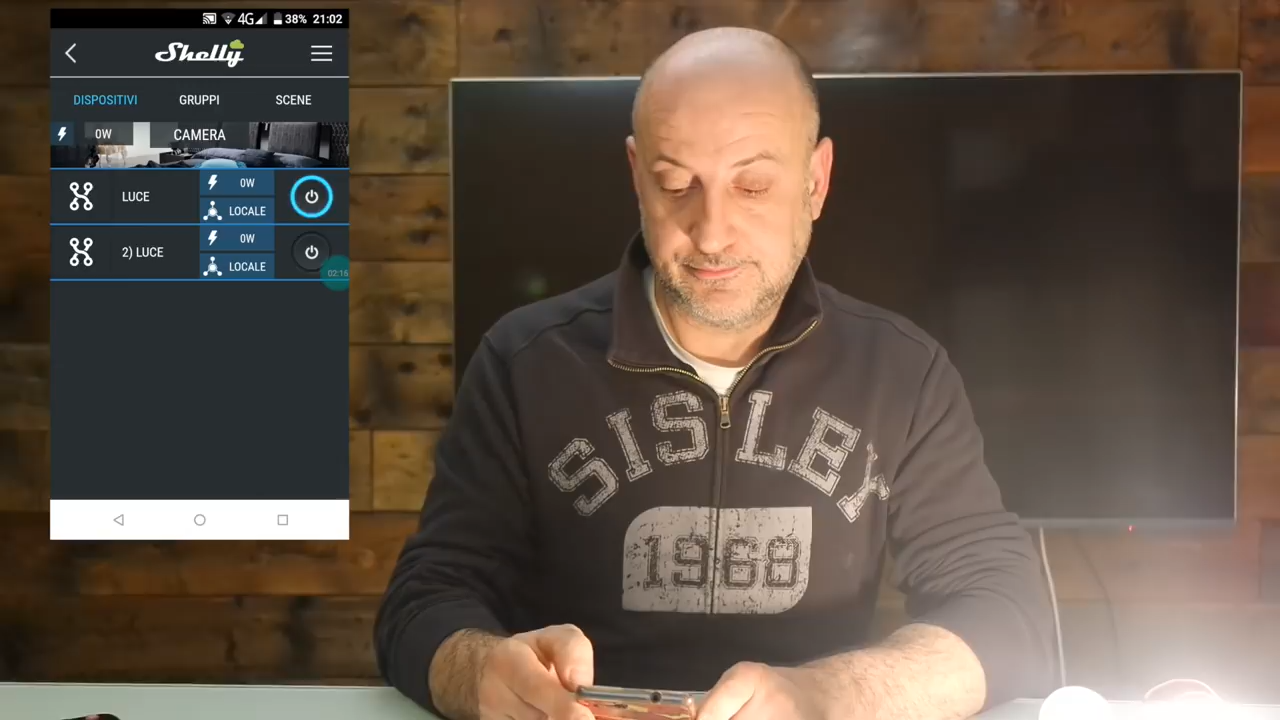 4G 38% 21:02
Shelly
DISPOSITIVI GRUPPI SCENE
0W CAMERA
LUCE 0W
LOCALE
2) LUCE 0W
LOCALE
02:15
SISLEY
1968